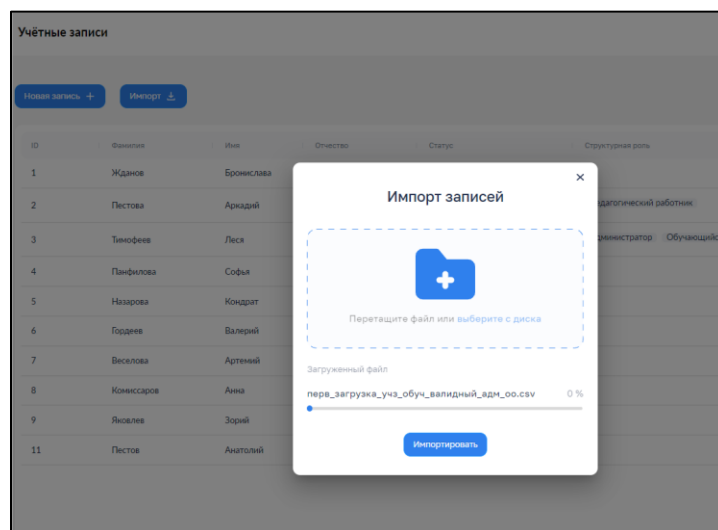 Учётные записи
Новая запись +
Импорт
ID Фамилия Имя Отчество Статус Структурная роль
1 Жданов Бронислава
2 Пестова Аркадий едагогический работник
3 Тимофеев Леся дминистратор Обучающийс
4 Панфилова Софья
5 Назарова Кондрат
6 Гордеев Валерий
7 Веселова Артемий
8 Комиссаров Анна
9 Яковлев Зорий
11 Пестов Анатолий
Импорт записей
Перетащите файл или выберите с диска
Загруженный файл
перв_загрузка_учз_обуч_валидный_адм_оо.csv 0 %
Импортировать